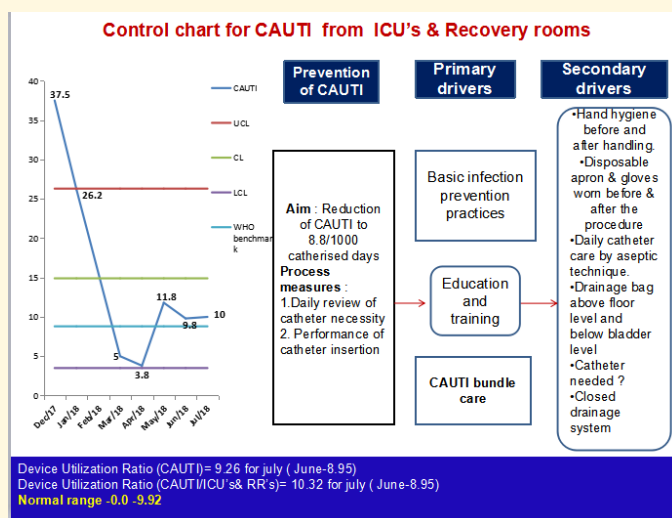 Control chart for CAUTI from ICU's & Recovery rooms
40
35
30
25
20
15
10
5
0
37.5
26.2
5
3.8
11.8
9.8
10
Dec/17
Jan/18
Feb/18
Mar/18
Apr/18
May/18
Jun/18
Jul/18
CAUTI
UCL
CL
LCL
WHO
benchmar
k
Prevention
of CAUTI
Aim : Reduction
of CAUTI to
8.8/1000
catherised days
Process
measures :
1.Daily review of
catheter necessity
2. Performance of
catheter insertion
Primary
drivers
Basic infection
prevention
practices
Education
and
training
CAUTI bundle
care
Secondary
drivers
•Hand hygiene
before and
after handling.
•Disposable
apron & gloves
worn before &
after the
procedure
•Daily catheter
care by aseptic
technique.
•Drainage bag
above floor
level and
below bladder
level
•Catheter
needed ?
•Closed
drainage
system
Device Utilization Ratio (CAUTI)= 9.26 for july ( June-8.95)
Device Utilization Ratio (CAUTI/ICU's& RR's)= 10.32 for july ( June-8.95)
Normal range -0.0 -9.92